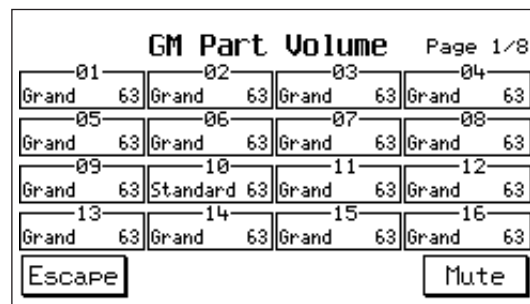 GM Part Volume Page 1/8
01 02 03 04
Grand 63 Grand 63 Grand 63 Grand 63
05 06 07 08
Grand 63 Grand 63 Grand 63 Grand 63
09 10 11 12
Grand 63 Standard 63 Grand 63 Grand 63
13 14 15 16
Grand 63 Grand 63 Grand 63 Grand 63
Escape Mute